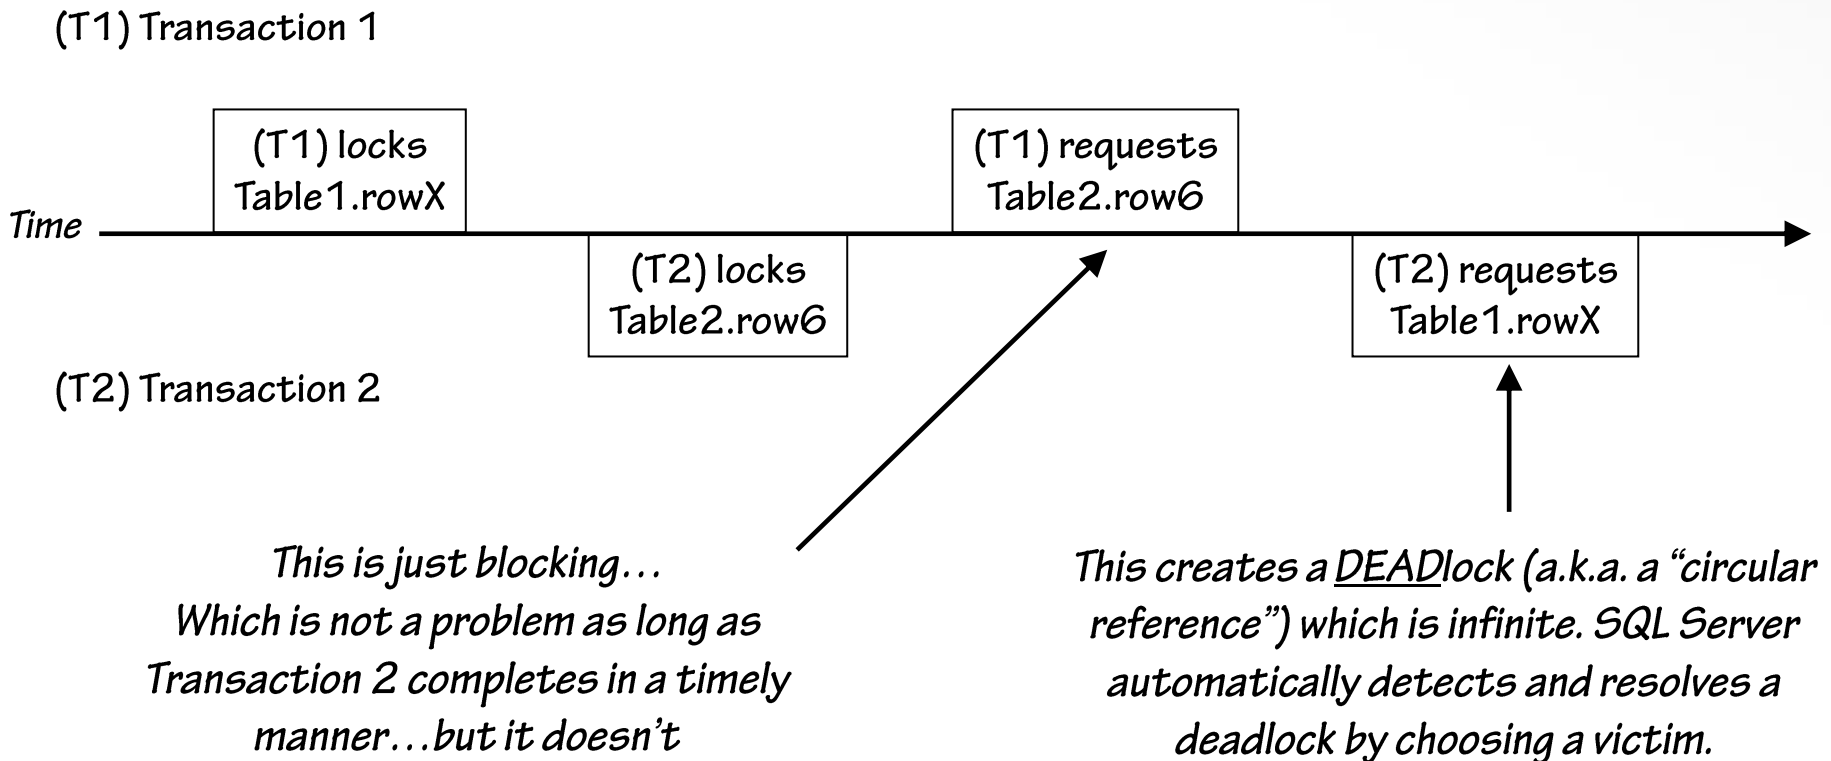 (T1) Transaction 1
(T1) locks
Table1.rowX
(T1) requests
Table2.row6
Time
(T2) locks
Table2.row6
(T2) requests
Table1.rowX
(T2) Transaction 2
This is just blocking…
Which is not a problem as long as
Transaction 2 completes in a timely
manner…but it doesn't
This creates a DEADlock (a.k.a. a “circular
reference”) which is infinite. SQL Server
automatically detects and resolves a
deadlock by choosing a victim.